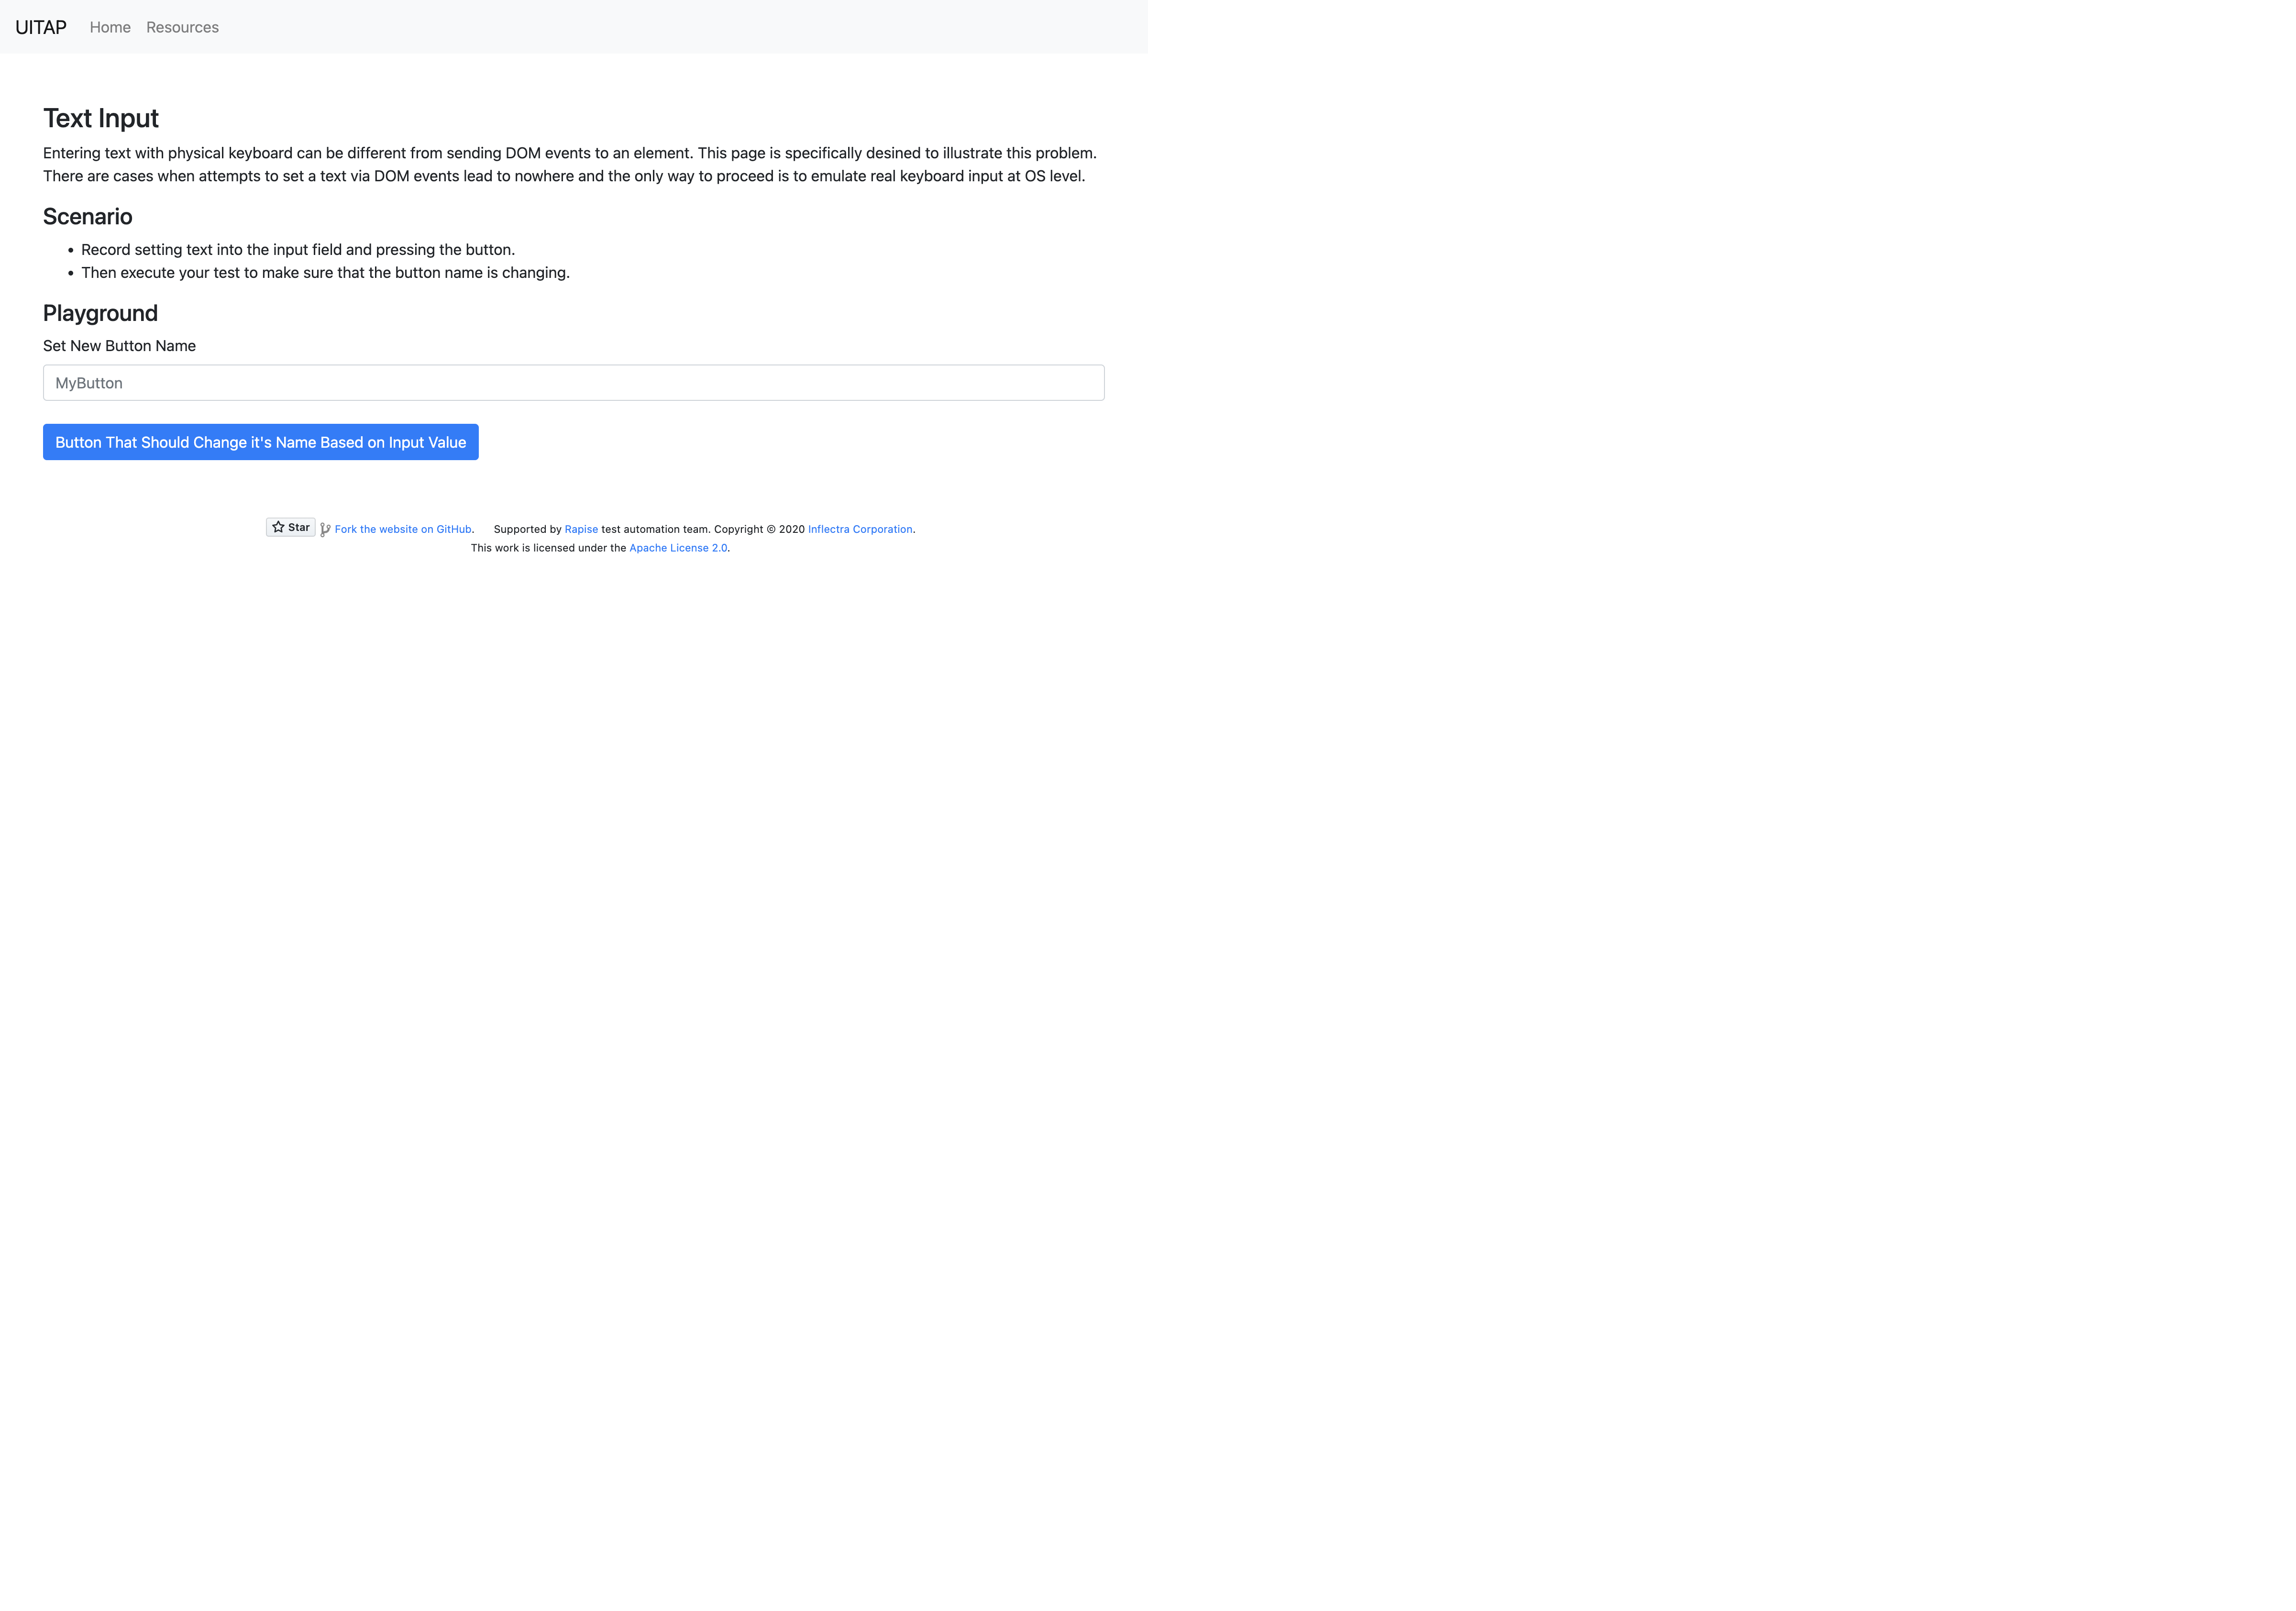 UITAP Home Resources
Text Input
Entering text with physical keyboard can be different from sending DOM events to an element. This page is specifically desined to illustrate this problem.
There are cases when attempts to set a text via DOM events lead to nowhere and the only way to proceed is to emulate real keyboard input at OS level.
Scenario
• Record setting text into the input field and pressing the button.
• Then execute your test to make sure that the button name is changing.
Playground
Set New Button Name
MyButton
Button That Should Change it's Name Based on Input Value
Star Fork the website on GitHub. Supported by Rapise test automation team. Copyright © 2020 Inflectra Corporation.
This work is licensed under the Apache License 2.0.